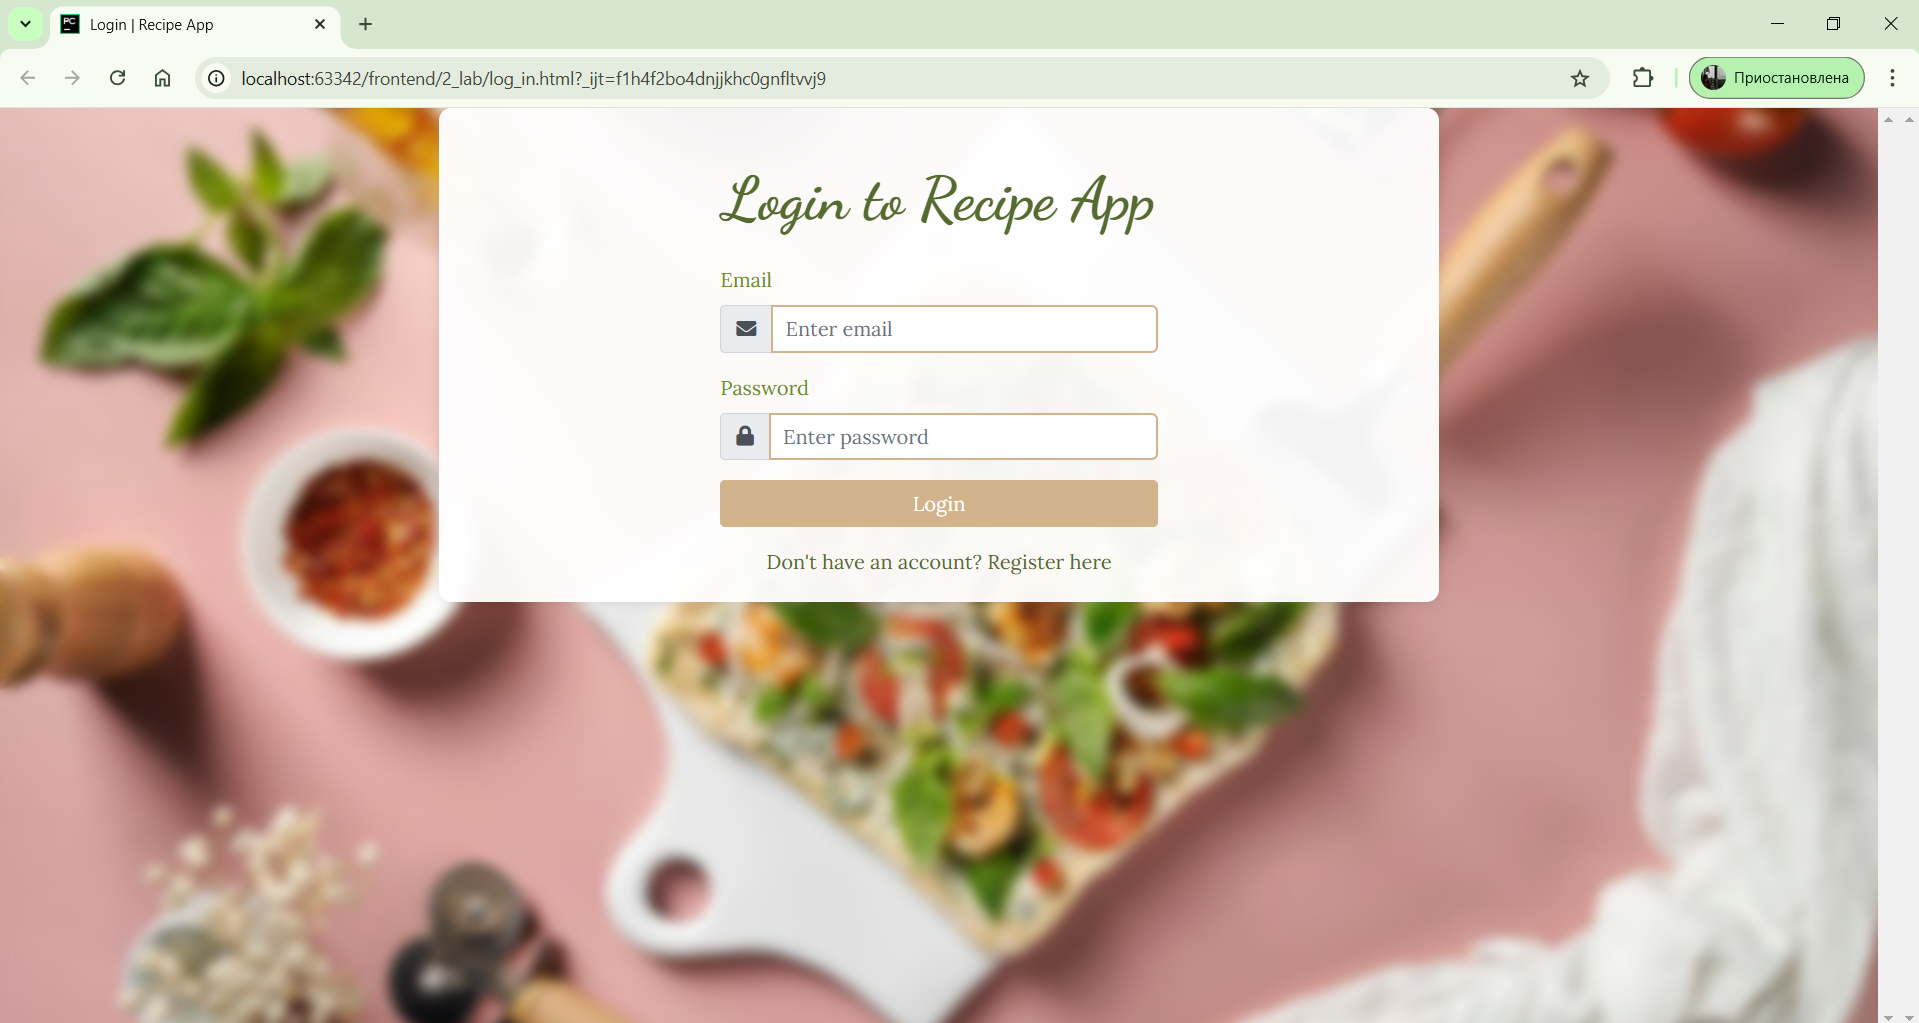 Login | Recipe App
localhost:63342/frontend/2_lab/log_in.html?_ijt=f1h4f2bo4dnjjkhc0gnfltvvj9
Приостановлена
Login to Recipe App
Email
Enter email
Password
Enter password
Login
Don't have an account? Register here